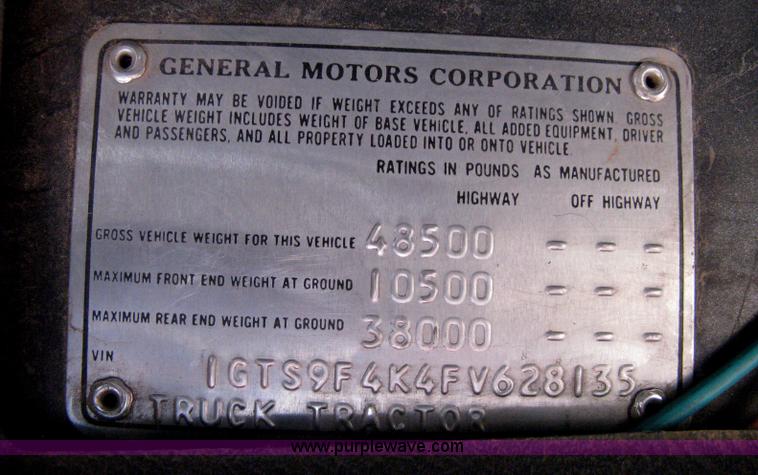 GENERAL MOTORS CORPORATION
WARRANTY MAY BE VOIDED IF WEIGHT EXCEEDS ANY OF RATINGS SHOWN. GROSS
VEHICLE WEIGHT INCLUDES WEIGHT OF BASE VEHICLE, ALL ADDED EQUIPMENT, DRIVER
AND PASSENGERS, AND ALL PROPERTY LOADED INTO OR ONTO VEHICLE.
RATINGS IN POUNDS AS MANUFACTURED
HIGHWAY OFF HIGHWAY
GROSS VEHICLE WEIGHT FOR THIS VEHICLE 48500 - - -
MAXIMUM FRONT END WEIGHT AT GROUND 10500 - - -
MAXIMUM REAR END WEIGHT AT GROUND 38000 - - -
VIN
1GTS9F4K4FV628135
TRUCK TRACTOR
www.purplewave.com